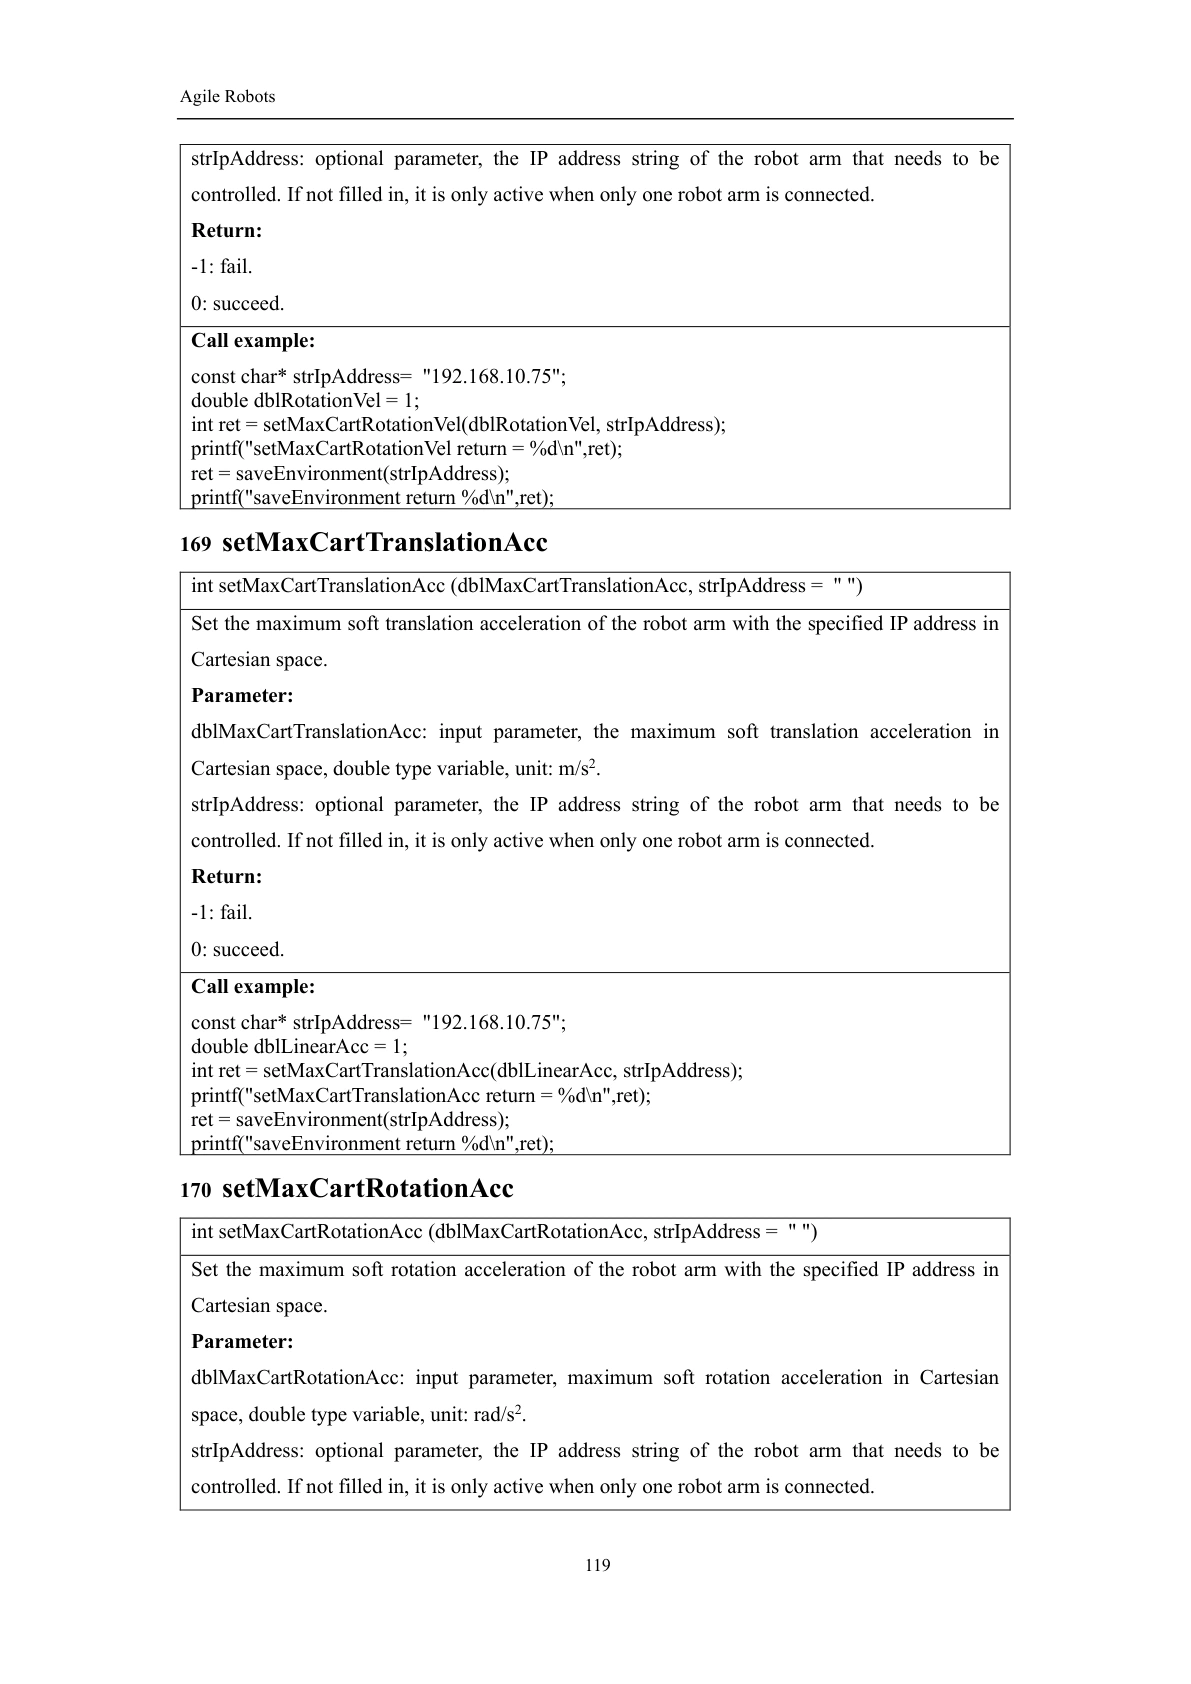 Agile Robots
strIpAddress: optional parameter, the IP address string of the robot arm that needs to be
controlled. If not filled in, it is only active when only one robot arm is connected.
Return:
-1: fail.
0: succeed.
Call example:
const char* strIpAddress=  "192.168.10.75";
double dblRotationVel = 1;
int ret = setMaxCartRotationVel(dblRotationVel, strIpAddress);
printf("setMaxCartRotationVel return = %d\n",ret);
ret = saveEnvironment(strIpAddress);
printf("saveEnvironment return %d\n",ret);
169 setMaxCartTranslationAcc
int setMaxCartTranslationAcc (dblMaxCartTranslationAcc, strIpAddress =  " ")
Set the maximum soft translation acceleration of the robot arm with the specified IP address in
Cartesian space.
Parameter:
dblMaxCartTranslationAcc: input parameter, the maximum soft translation acceleration in
Cartesian space, double type variable, unit: m/s².
strIpAddress: optional parameter, the IP address string of the robot arm that needs to be
controlled. If not filled in, it is only active when only one robot arm is connected.
Return:
-1: fail.
0: succeed.
Call example:
const char* strIpAddress=  "192.168.10.75";
double dblLinearAcc = 1;
int ret = setMaxCartTranslationAcc(dblLinearAcc, strIpAddress);
printf("setMaxCartTranslationAcc return = %d\n",ret);
ret = saveEnvironment(strIpAddress);
printf("saveEnvironment return %d\n",ret);
170 setMaxCartRotationAcc
int setMaxCartRotationAcc (dblMaxCartRotationAcc, strIpAddress =  " ")
Set the maximum soft rotation acceleration of the robot arm with the specified IP address in
Cartesian space.
Parameter:
dblMaxCartRotationAcc: input parameter, maximum soft rotation acceleration in Cartesian
space, double type variable, unit: rad/s².
strIpAddress: optional parameter, the IP address string of the robot arm that needs to be
controlled. If not filled in, it is only active when only one robot arm is connected.
119